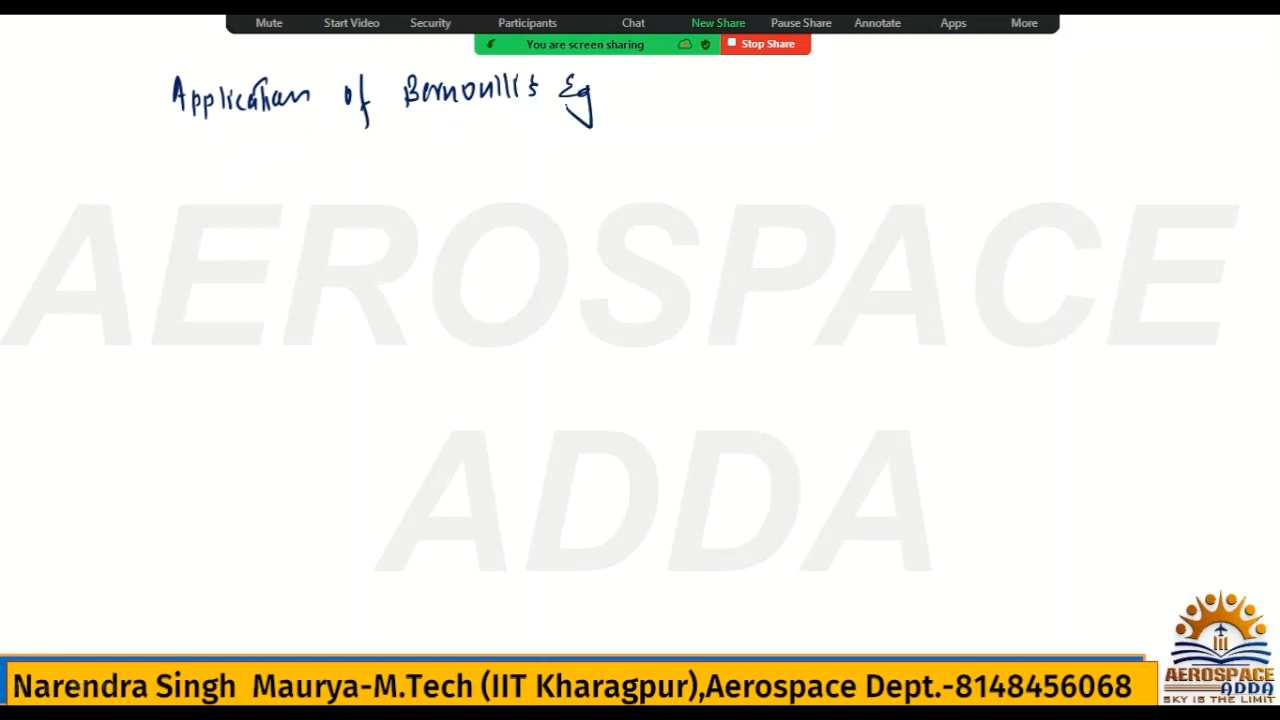 Mute Start Video Security Participants Chat New Share Pause Share Annotate Apps More
You are screen sharing Stop Share
Application of Bernoulli's Eq
AEROSPACE
ADDA
Narendra Singh Maurya-M.Tech (IIT Kharagpur),Aerospace Dept.-8148456068
AEROSPACE
ADDA
SKY IS THE LIMIT